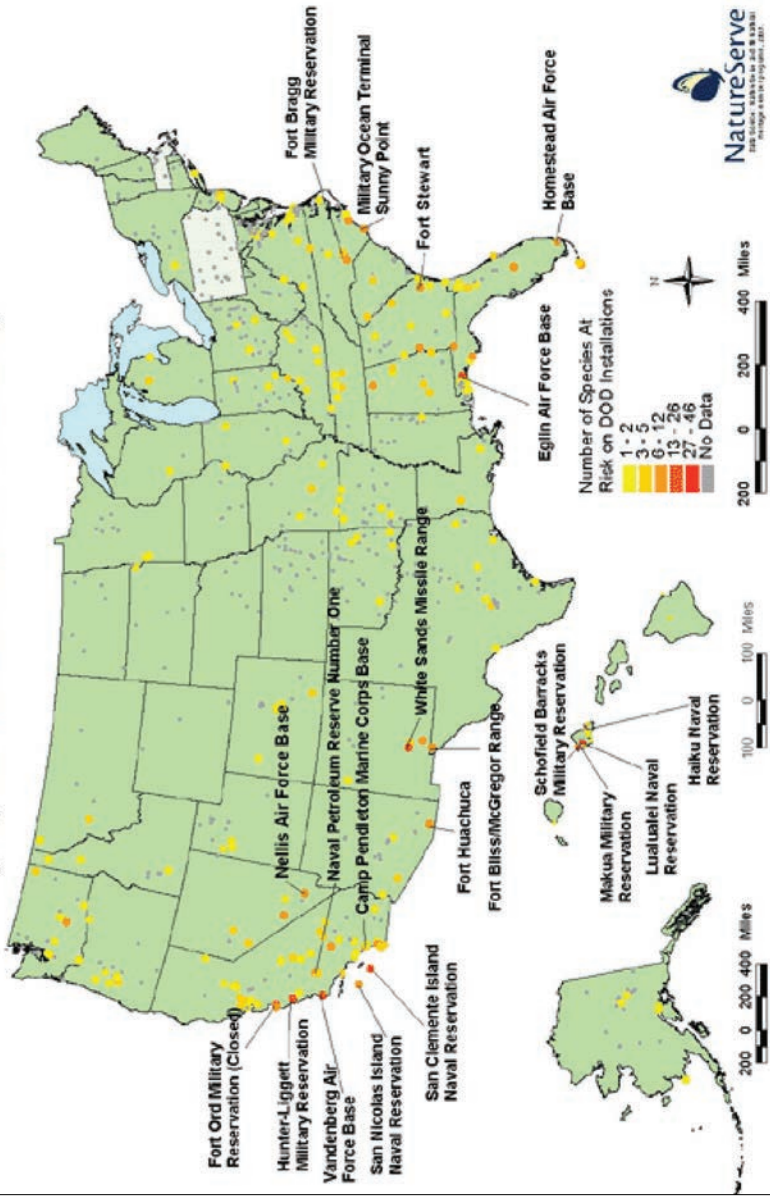 Fort Bragg
Military Reservation
Military Ocean Terminal
Sunny Point
Fort Stewart
Homestead Air Force
Base
Eglin Air Force Base
Number of Species At
Risk on DOD Installations
1 - 2
3 - 5
6 - 12
13 - 26
27 - 46
No Data
N
200 0 200 400 Miles
NatureServe
Nellis Air Force Base
Naval Petroleum Reserve Number One
Camp Pendleton Marine Corps Base
White Sands Missile Range
Fort Huachuca
Fort Bliss/McGregor Range
Schofield Barracks
Military Reservation
Makua Military
Reservation
Lualualei Naval
Reservation
Haiku Naval
Reservation
100 0 100 Miles
Fort Ord Military
Reservation (Closed)
Hunter-Liggett
Military Reservation
Vandenberg Air
Force Base
San Nicolas Island
Naval Reservation
San Clemente Island
Naval Reservation
200 0 200 400 Miles